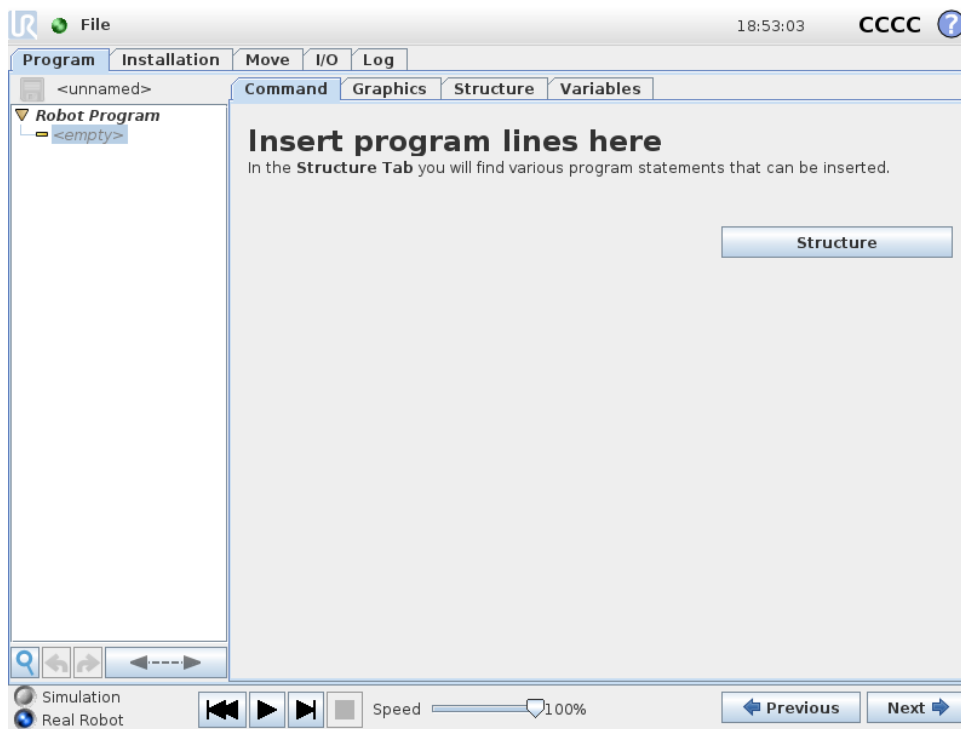 UR File 18:53:03 CCCC ?
Program Installation Move I/O Log
<unnamed>
Command Graphics Structure Variables
Robot Program
<empty>
Insert program lines here
In the Structure Tab you will find various program statements that can be inserted.
Structure
Simulation
Real Robot
Speed 100%
Previous Next